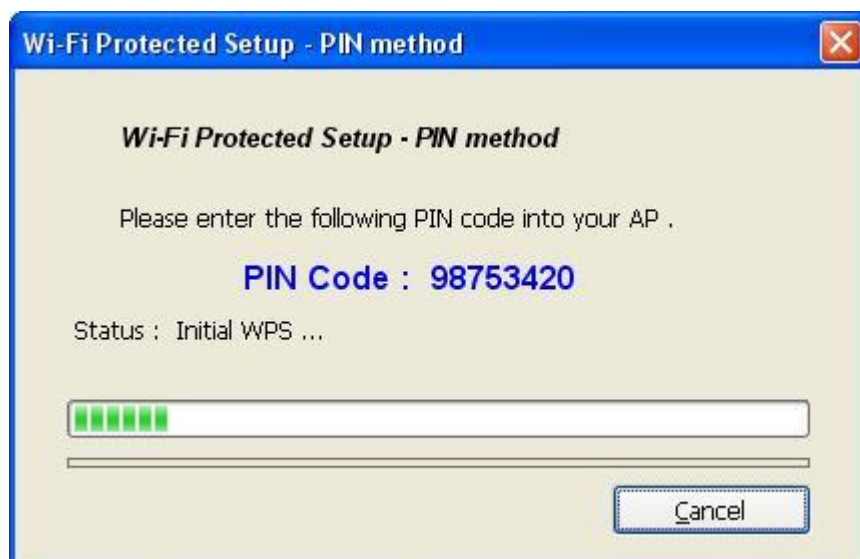 Wi-Fi Protected Setup - PIN method
Wi-Fi Protected Setup - PIN method
Please enter the following PIN code into your AP .
PIN Code : 98753420
Status : Initial WPS ...
Cancel